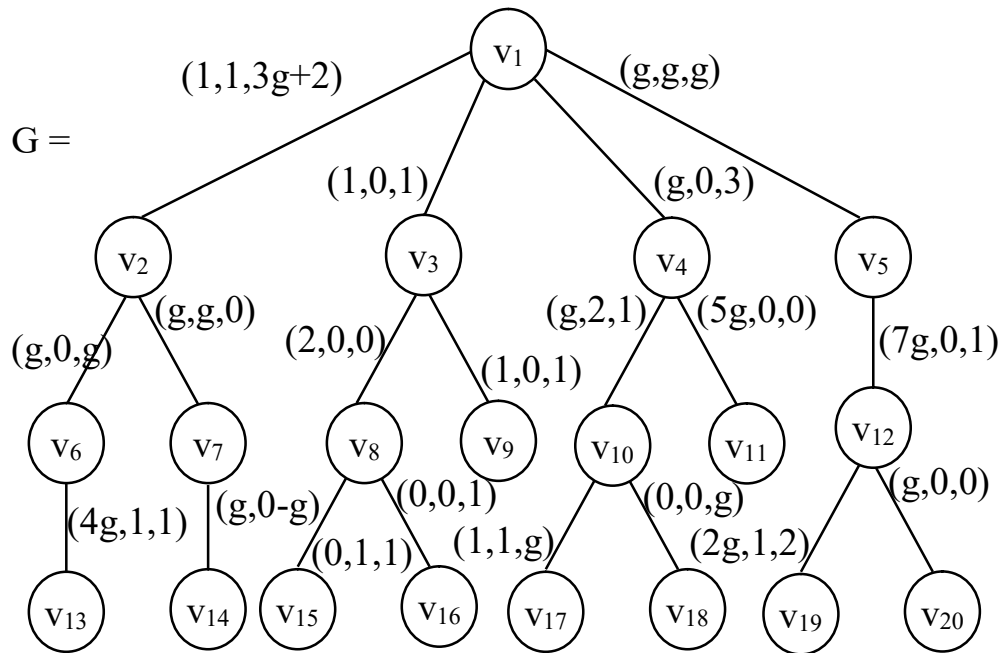 v₁
(1,1,3g+2)
(g,g,g)
G =
(1,0,1)
(g,0,3)
v₂
v₃
v₄
v₅
(g,0,g)
(g,g,0)
(2,0,0)
(1,0,1)
(g,2,1)
(5g,0,0)
(7g,0,1)
v₆
v₇
v₈
v₉
v₁₀
v₁₁
v₁₂
(4g,1,1)
(g,0-g)
(0,1,1)
(0,0,1)
(1,1,g)
(0,0,g)
(2g,1,2)
(g,0,0)
v₁₃
v₁₄
v₁₅
v₁₆
v₁₇
v₁₈
v₁₉
v₂₀